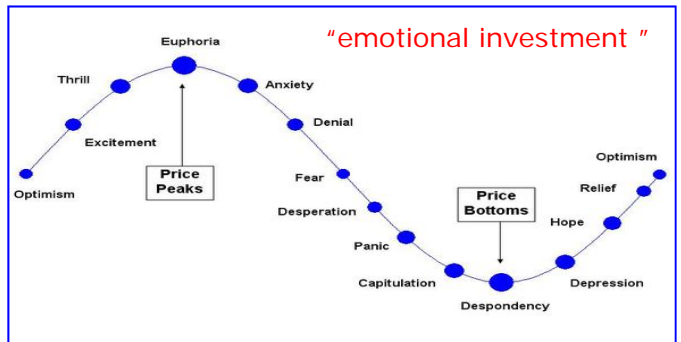 “emotional investment ”
Euphoria
Thrill
Anxiety
Excitement
Denial
Optimism
Price
Peaks
Fear
Desperation
Panic
Capitulation
Price
Bottoms
Despondency
Depression
Hope
Relief
Optimism